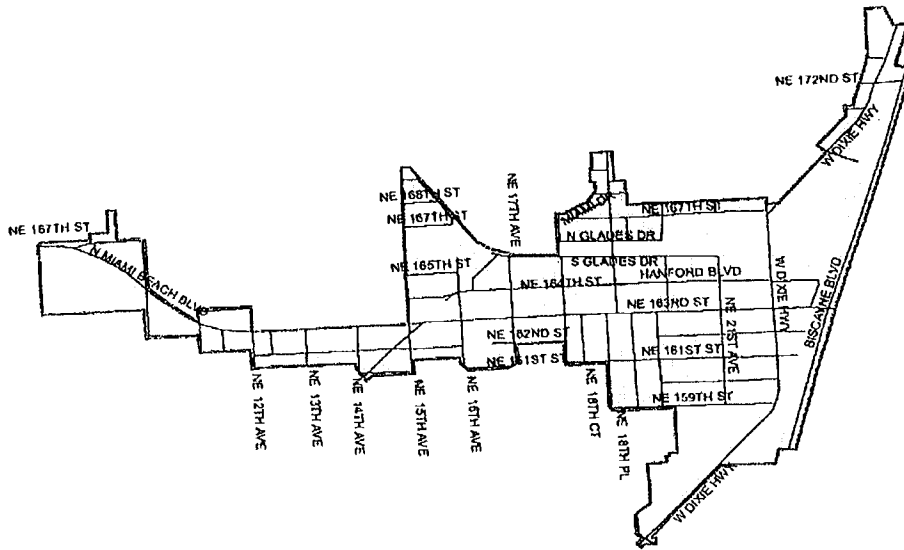 NE 172ND ST
W DIXIE HWY
NE 168TH ST
NE 167TH ST
NE 17TH AVE
MIAMI DR
NE 167TH ST
NE 167TH ST
N GLADES DR
S GLADES DR
NE 165TH ST
N MIAMI BEACH BLVD
NE 164TH ST
HANFORD BLVD
W DIXIE HWY
BISCAYNE BLVD
NE 163RD ST
NE 162ND ST
NE 21ST AVE
NE 161ST ST
NE 161ST ST
NE 12TH AVE
NE 13TH AVE
NE 14TH AVE
NE 15TH AVE
NE 16TH AVE
NE 18TH CT
NE 18TH PL
NE 159TH ST
W DIXIE HWY